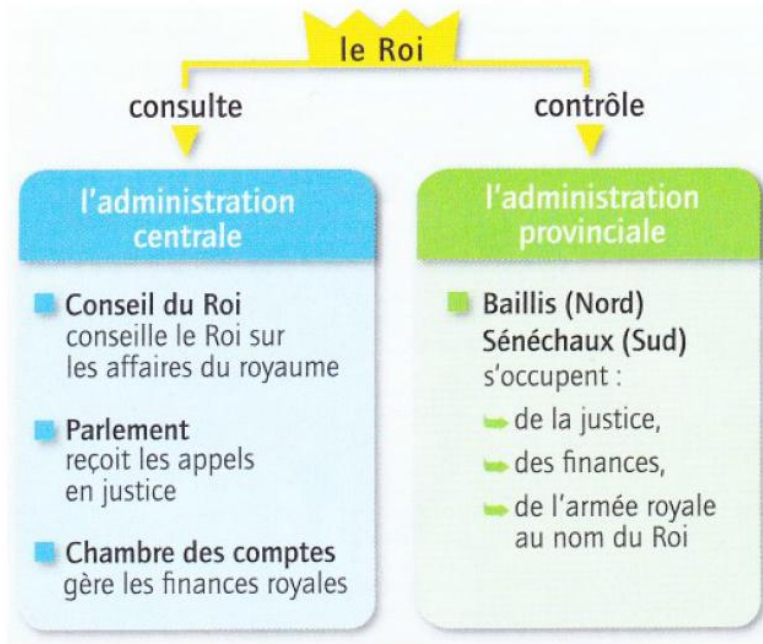 le Roi
consulte
contrôle
l'administration
centrale
Conseil du Roi
conseille le Roi sur
les affaires du royaume
Parlement
reçoit les appels
en justice
Chambre des comptes
gère les finances royales
l'administration
provinciale
Baillis (Nord)
Sénéchaux (Sud)
s'occupent :
de la justice,
des finances,
de l'armée royale
au nom du Roi